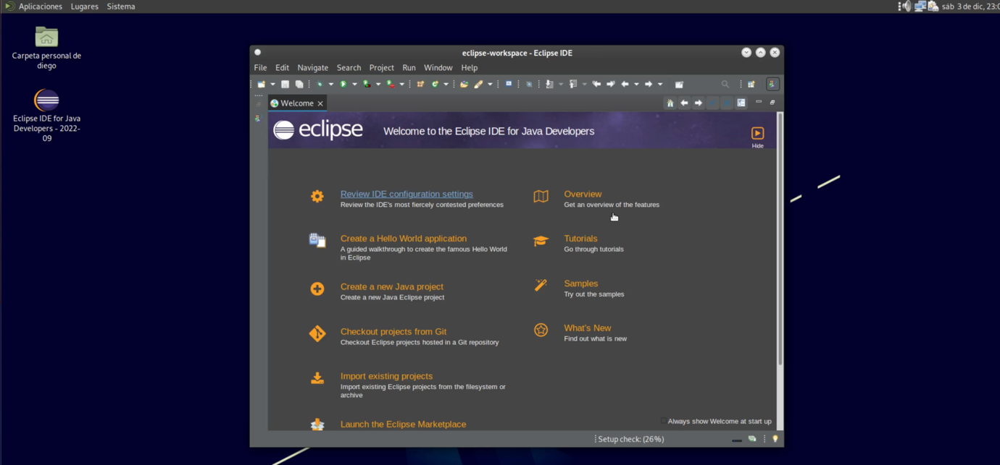 Aplicaciones Lugares Sistema
sáb 3 de dic, 23:0
Carpeta personal de
diego
Eclipse IDE for Java
Developers - 2022-
09
eclipse-workspace - Eclipse IDE
File Edit Navigate Search Project Run Window Help
Welcome
eclipse
Welcome to the Eclipse IDE for Java Developers
Hide
Review IDE configuration settings
Review the IDE's most fiercely contested preferences
Overview
Get an overview of the features
Create a Hello World application
A guided walkthrough to create the famous Hello World
in Eclipse
Tutorials
Go through tutorials
Create a new Java project
Create a new Java Eclipse project
Samples
Try out the samples
Checkout projects from Git
Checkout Eclipse projects hosted in a Git repository
What's New
Find out what is new
Import existing projects
Import existing Eclipse projects from the filesystem or
archive
Launch the Eclipse Marketplace
Always show Welcome at start up
Setup check: (26%)